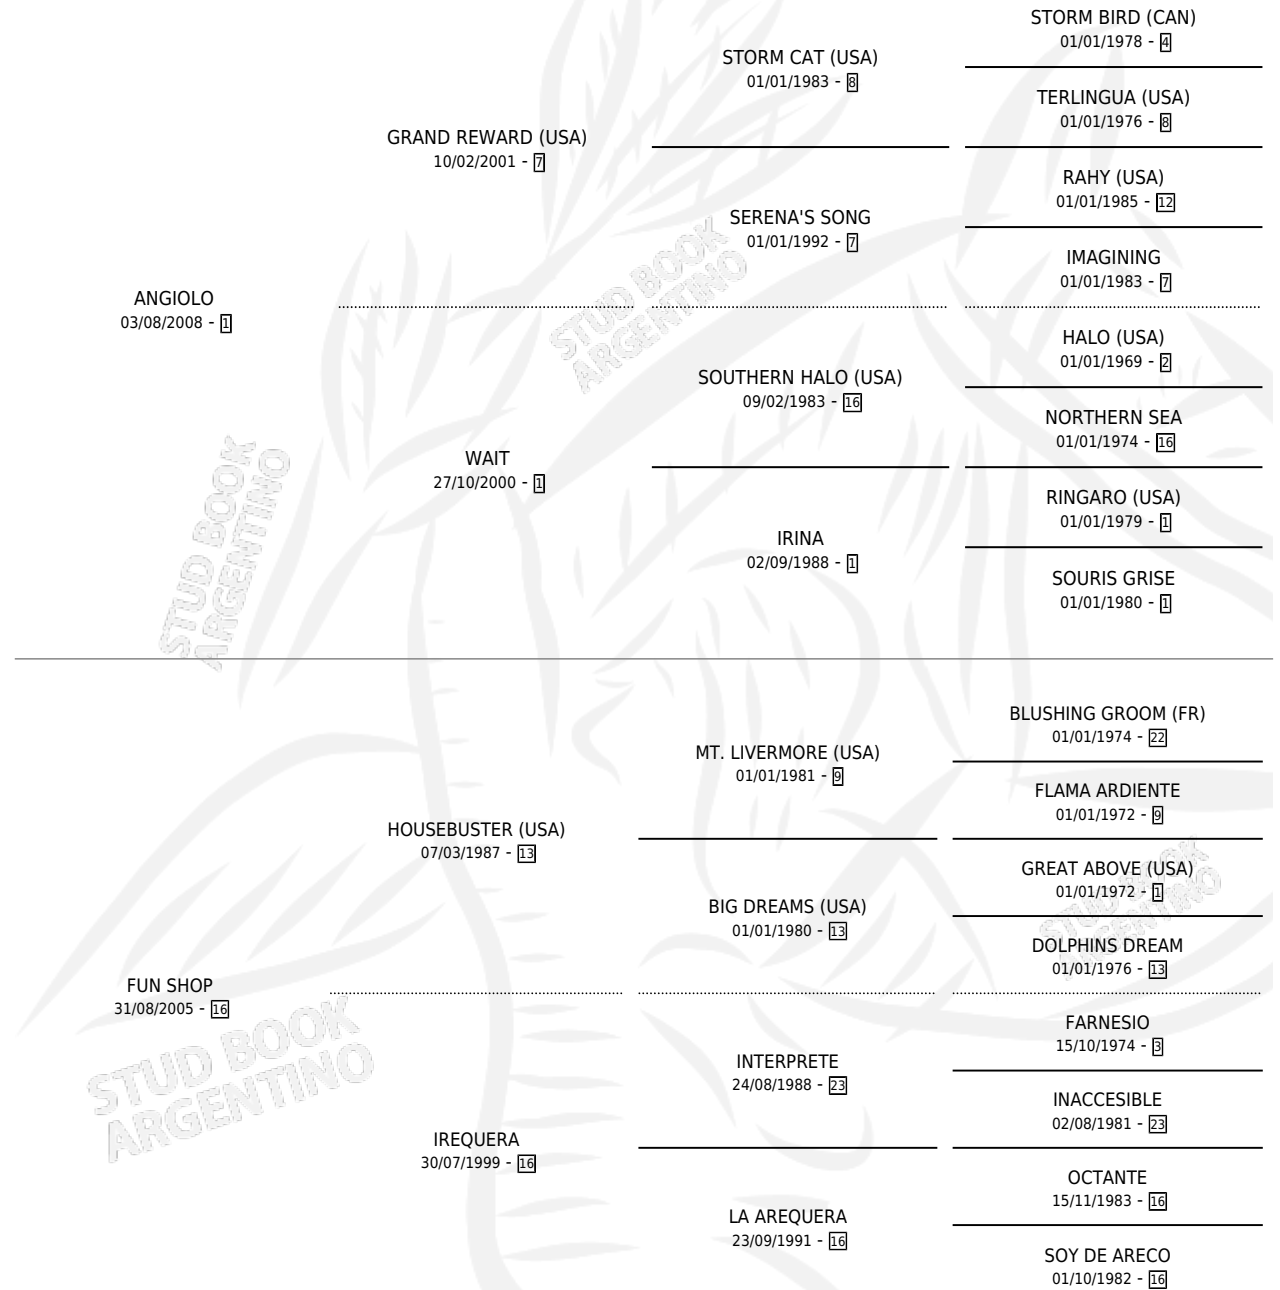 STORM BIRD (CAN)
01/01/1978 - 4
STORM CAT (USA)
01/01/1983 - 8
TERLINGUA (USA)
01/01/1976 - 8
GRAND REWARD (USA)
10/02/2001 - 7
RAHY (USA)
01/01/1985 - 12
SERENA'S SONG
01/01/1992 - 7
IMAGINING
01/01/1983 - 7
ANGIOLO
03/08/2008 - 1
HALO (USA)
01/01/1969 - 2
SOUTHERN HALO (USA)
09/02/1983 - 16
NORTHERN SEA
01/01/1974 - 16
WAIT
27/10/2000 - 1
RINGARO (USA)
01/01/1979 - 1
IRINA
02/09/1988 - 1
SOURIS GRISE
01/01/1980 - 1
STUD BOOK
ARGENTINO
STUD BOOK
ARGENTINO
BLUSHING GROOM (FR)
01/01/1974 - 22
MT. LIVERMORE (USA)
01/01/1981 - 9
FLAMA ARDIENTE
01/01/1972 - 9
HOUSEBUSTER (USA)
07/03/1987 - 13
GREAT ABOVE (USA)
01/01/1972 - 1
BIG DREAMS (USA)
01/01/1980 - 13
DOLPHINS DREAM
01/01/1976 - 13
FUN SHOP
31/08/2005 - 16
FARNESIO
15/10/1974 - 3
INTERPRETE
24/08/1988 - 23
INACCESIBLE
02/08/1981 - 23
IREQUERA
30/07/1999 - 16
OCTANTE
15/11/1983 - 16
LA AREQUERA
23/09/1991 - 16
SOY DE ARECO
01/10/1982 - 16
STUD BOOK
ARGENTINO
STUD BOOK
ARGENTINO